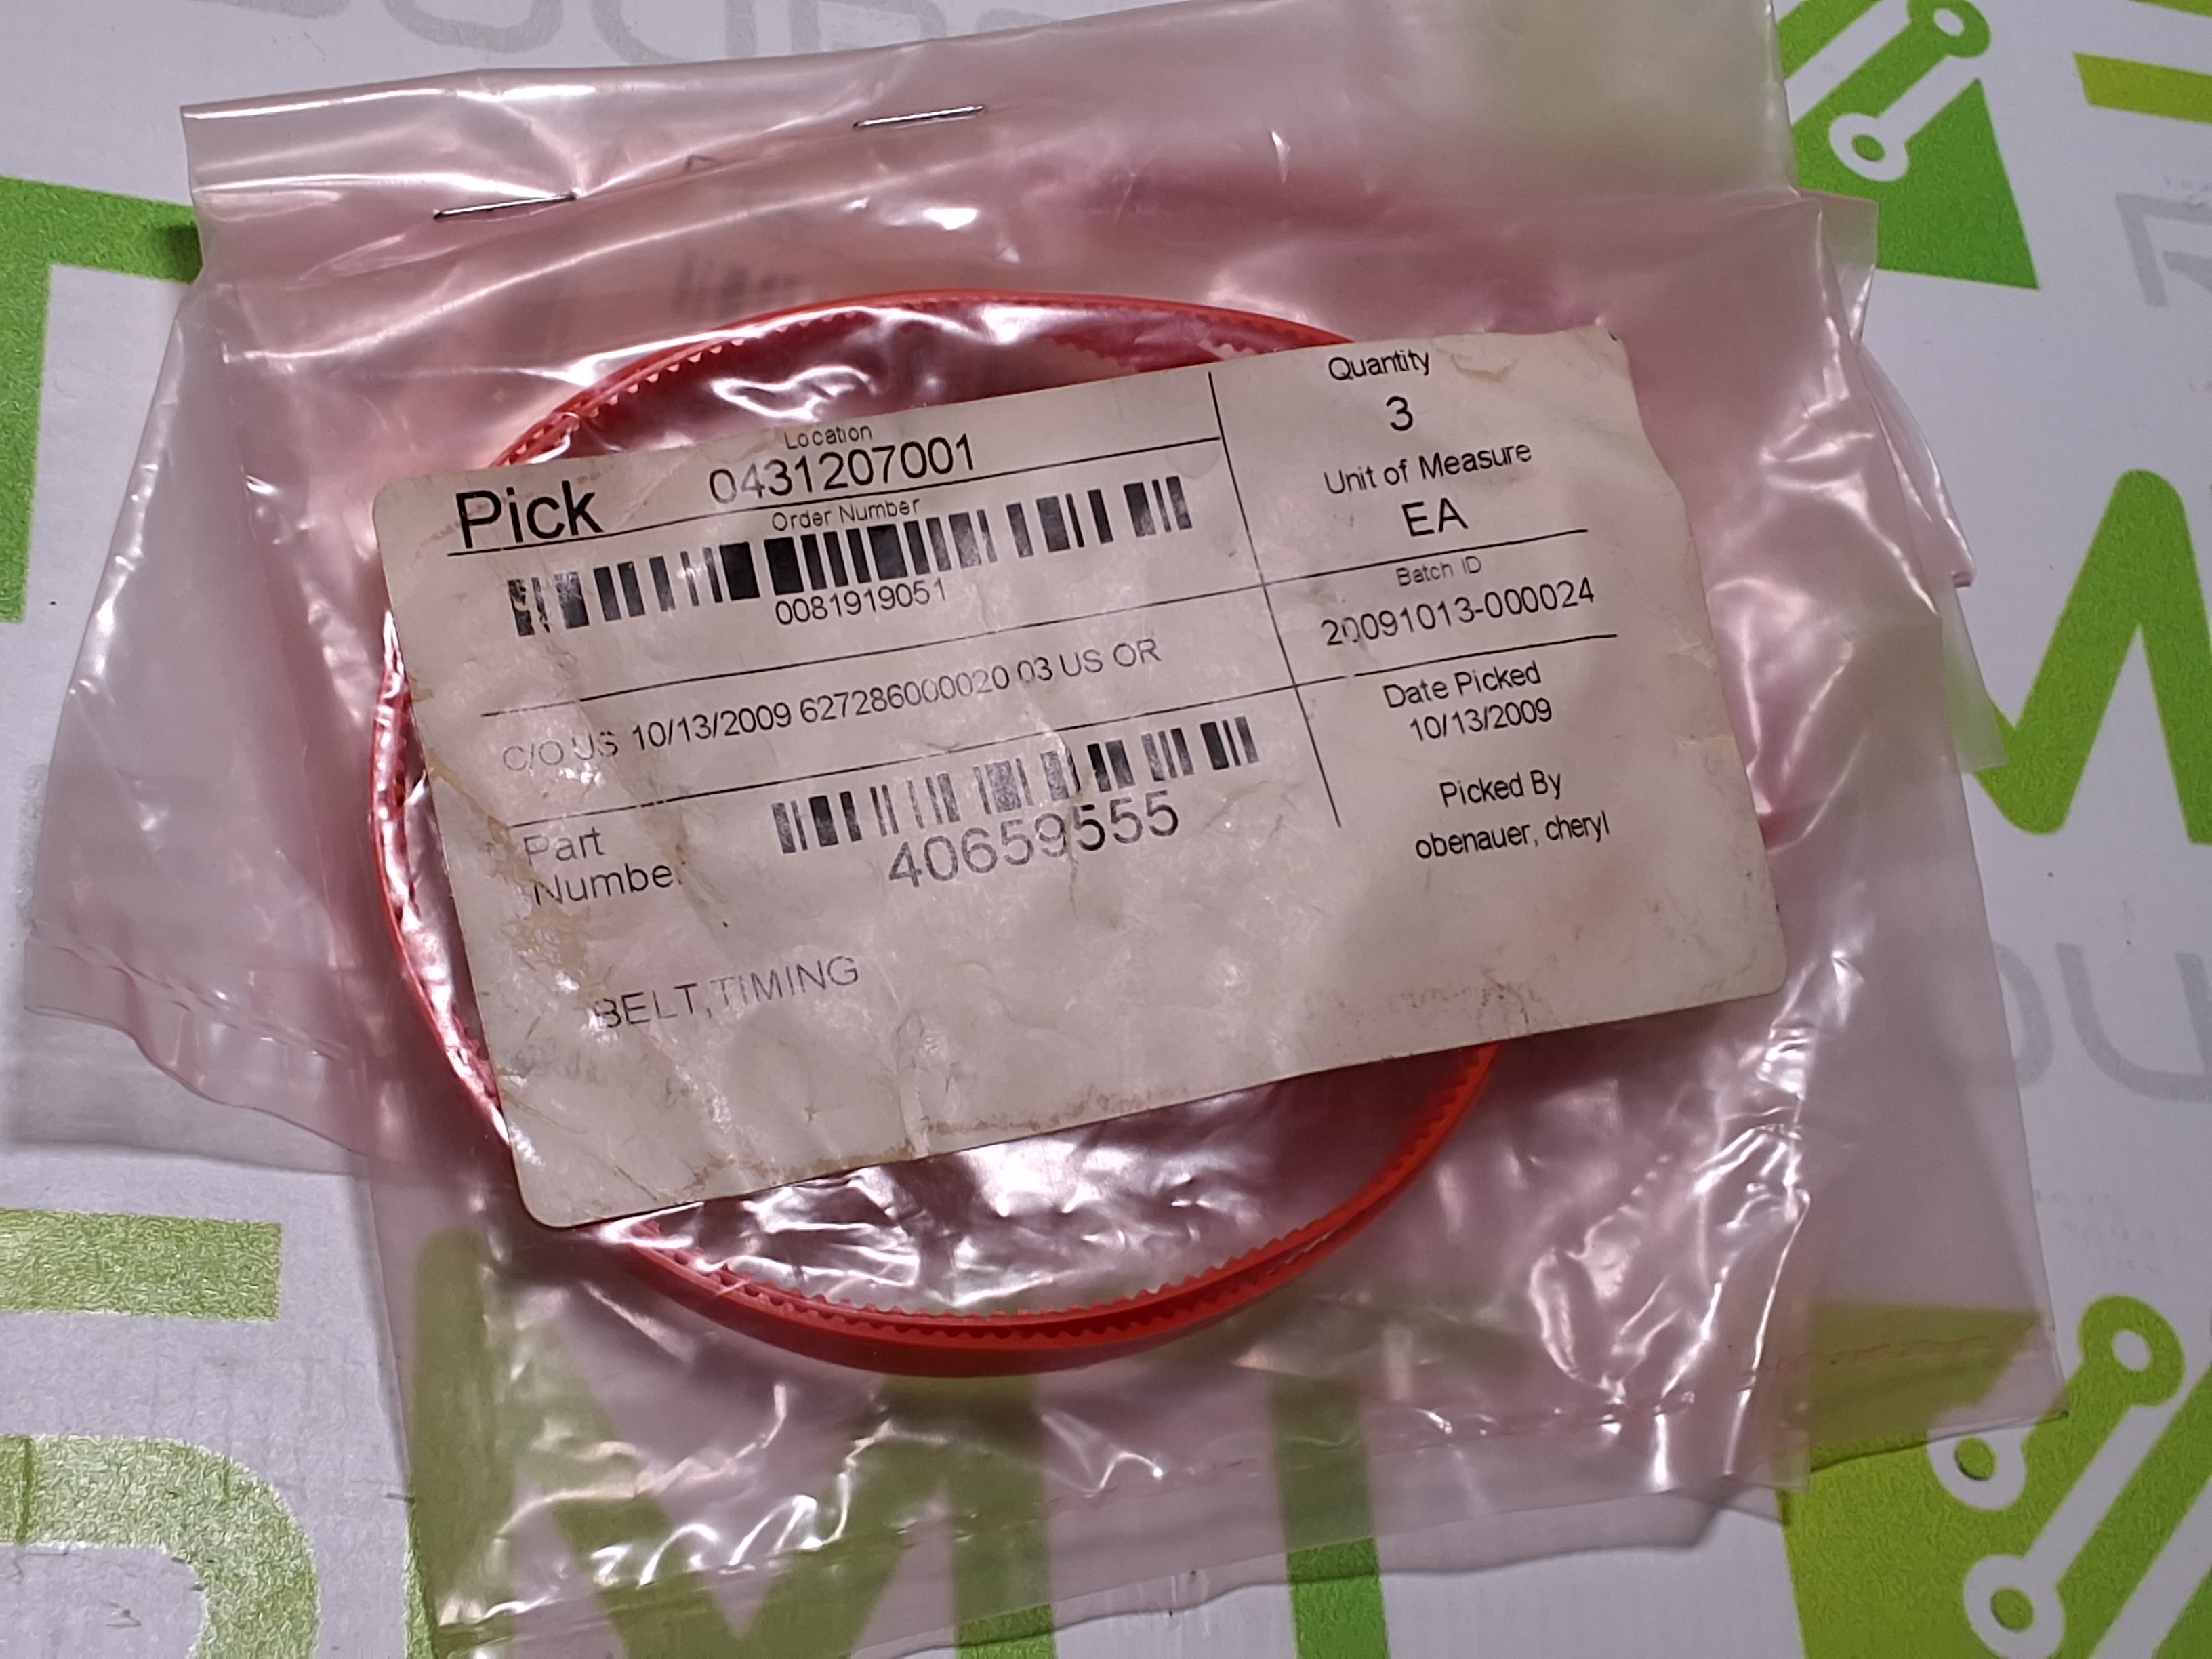 Location
Pick 0431207001
Order Number
0081919051
C/O US 10/13/2009 627286000020 03 US OR
Part
Number
40659555
BELT,TIMING
Quantity
3
Unit of Measure
EA
Batch ID
20091013-000024
Date Picked
10/13/2009
Picked By
obenauer, cheryl